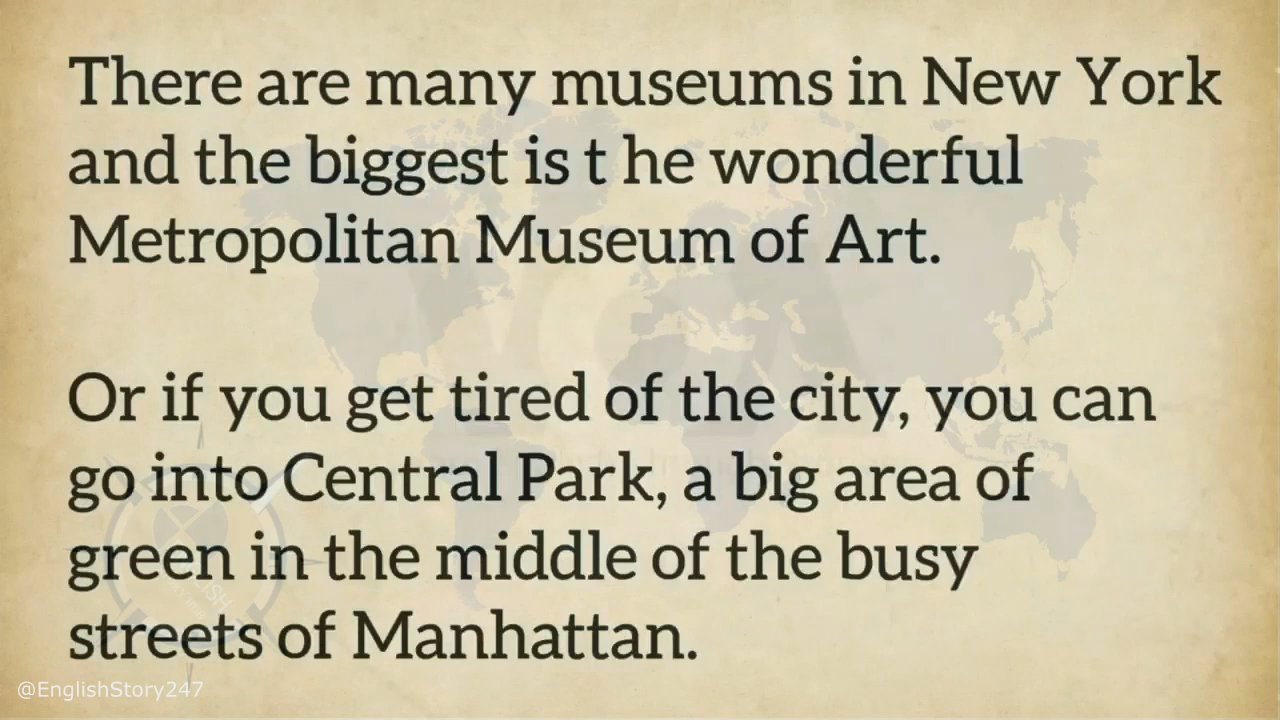 There are many museums in New York
and the biggest is t he wonderful
Metropolitan Museum of Art.
Or if you get tired of the city, you can
go into Central Park, a big area of
green in the middle of the busy
streets of Manhattan.
@EnglishStory247